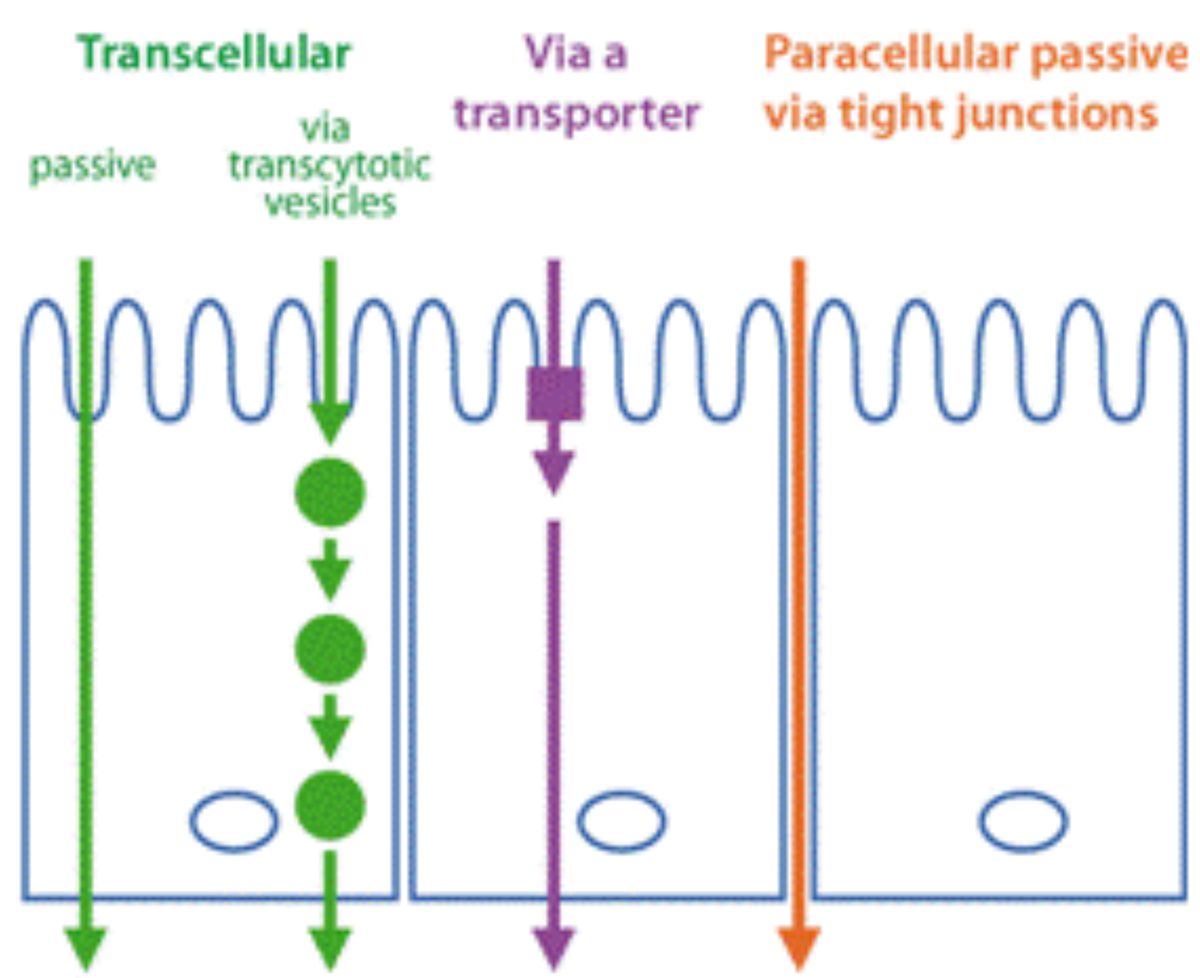 Transcellular
passive
via
transcytotic
vesicles
Via a
transporter
Paracellular passive
via tight junctions